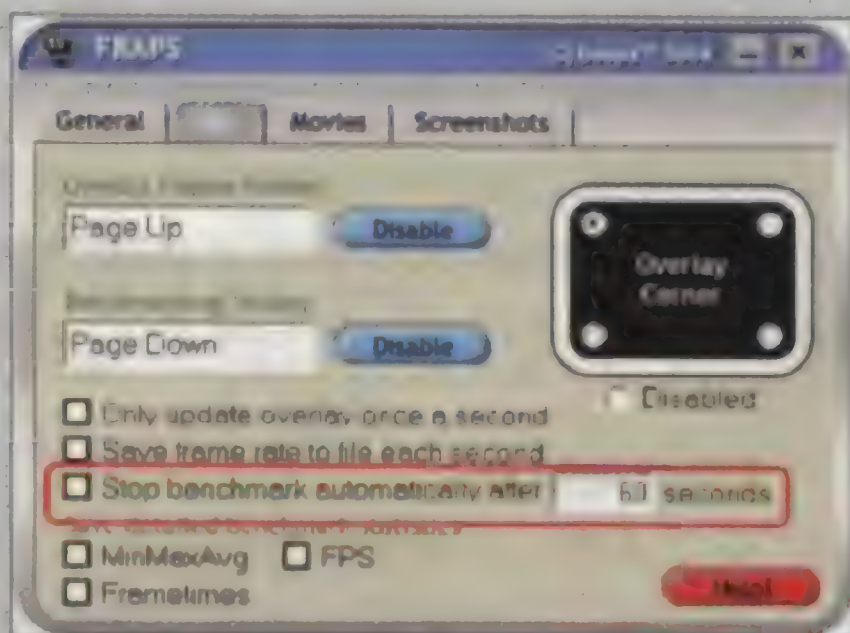 FRAPS
General Movies Screenshots
Page Up Disable
Overlay
Corner
Page Down Disable
Disabled
Only update overlay once a second
Save frame rate to file each second
Stop benchmark automatically after 60 seconds
MinMaxAvg FPS
Frametimes